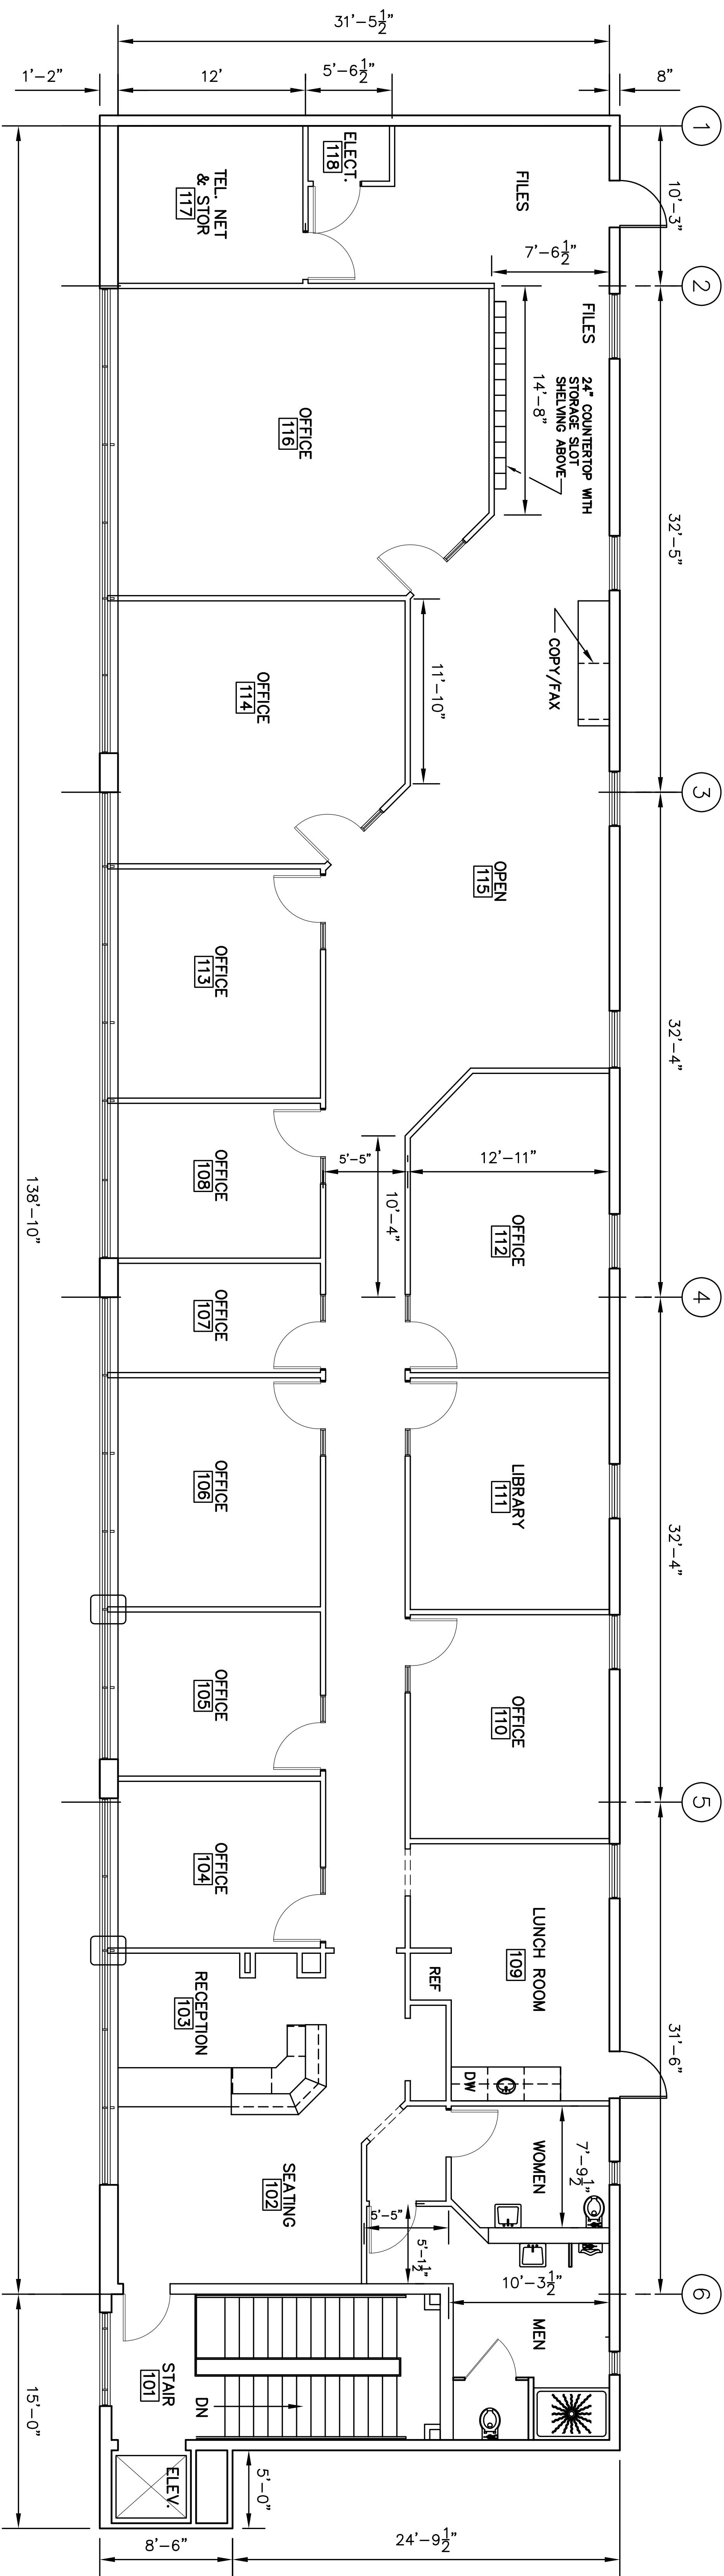 31'-5½"
1'-2"
12'
5'-6½"
8"
1
10'-3"
ELECT.
118
TEL. NET
& STOR
117
FILES
7'-6½"
2
FILES
14'-8"
24" COUNTERTOP WITH
STORAGE SLOT
SHELVING ABOVE
OFFICE
116
32'-5"
COPY/FAX
11'-10"
OFFICE
114
3
OPEN
115
OFFICE
113
32'-4"
OFFICE
108
5'-5"
10'-4"
12'-11"
OFFICE
112
138'-10"
4
OFFICE
107
OFFICE
106
LIBRARY
111
32'-4"
OFFICE
105
OFFICE
110
5
OFFICE
104
LUNCH ROOM
109
REF
RECEPTION
103
DW
31'-6"
WOMEN
7'-9½"
SEATING
102
5'-5"
5'-1½"
10'-3½"
6
MEN
STAIR
101
DN
15'-0"
ELEV.
5'-0"
8'-6"
24'-9½"